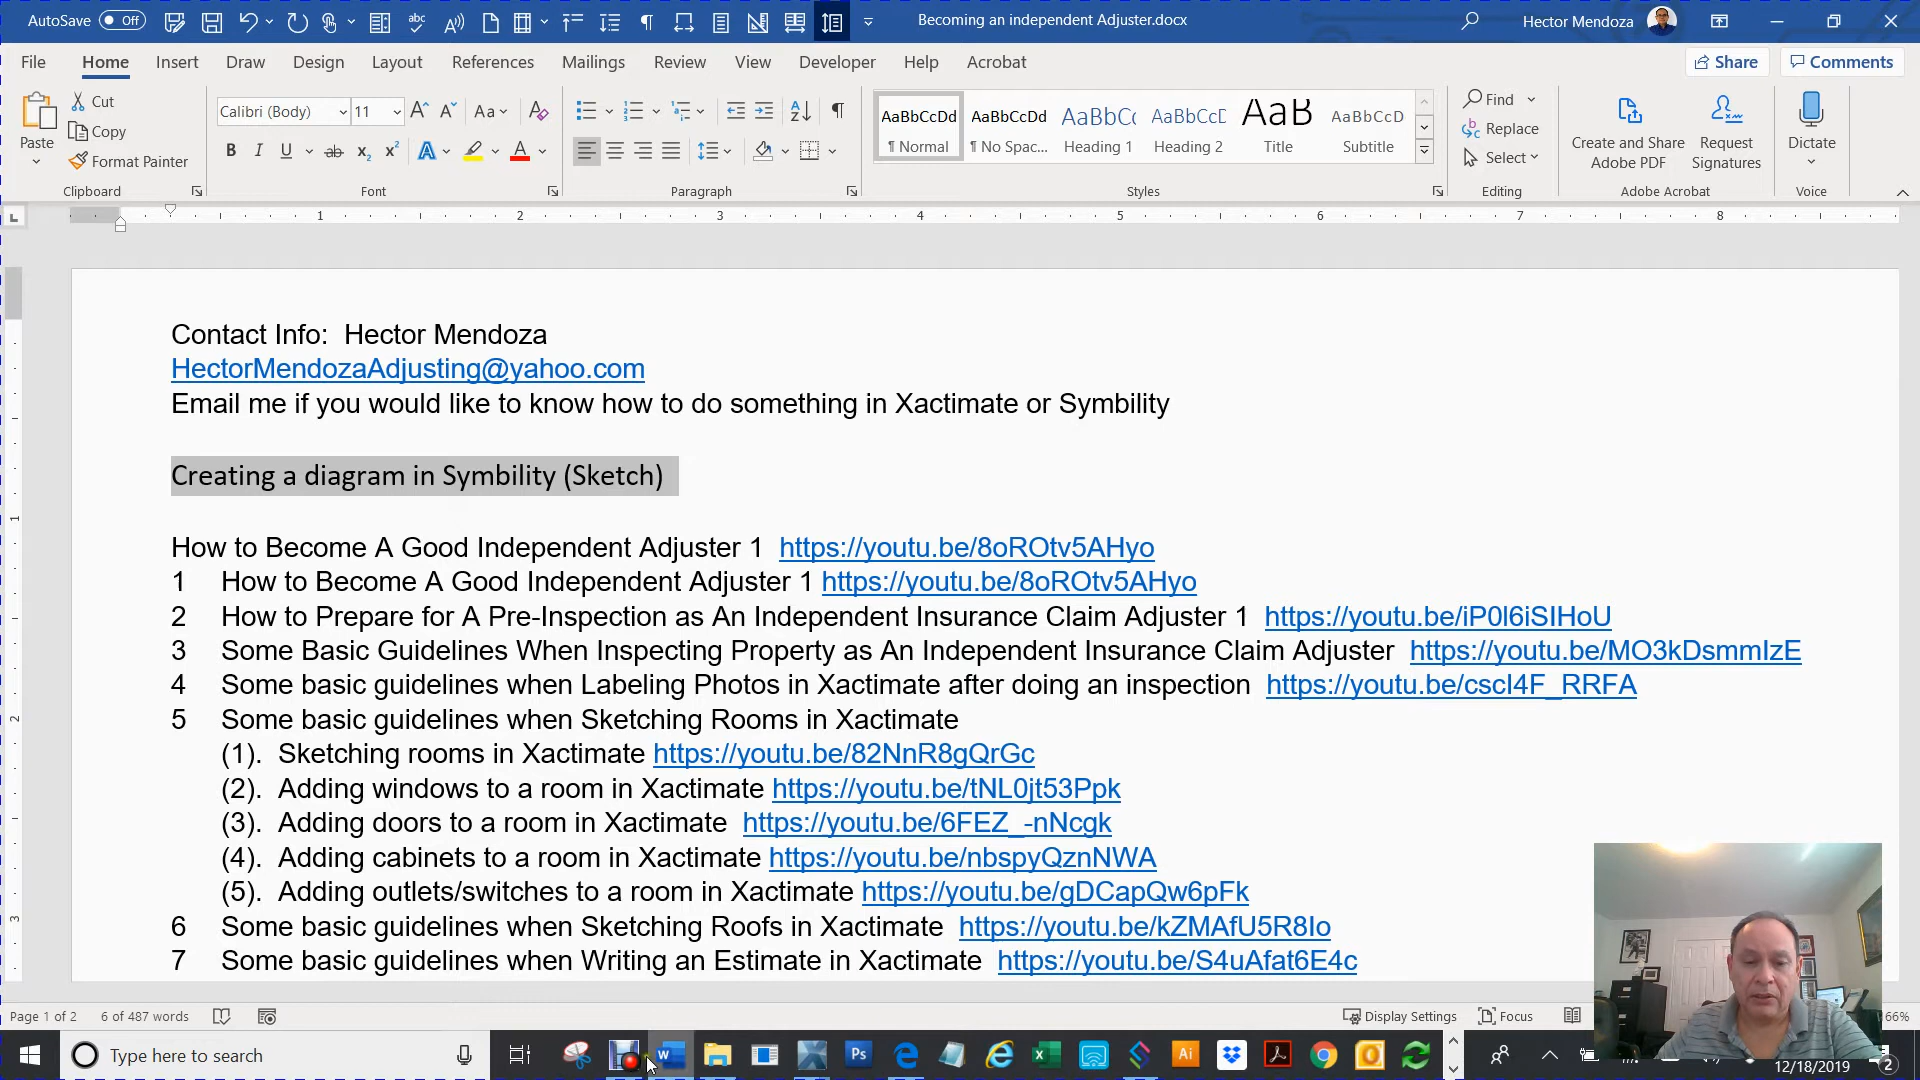 AutoSave Off Becoming an independent Adjuster.docx Hector Mendoza
File Home Insert Draw Design Layout References Mailings Review View Developer Help Acrobat Share Comments
Paste
Cut
Copy
Format Painter
Clipboard
Calibri (Body) 11
Font
Paragraph
AaBbCcDd AaBbCcDd AaBbCc AaBbCcD AaB AaBbCcD
¶ Normal ¶ No Spac... Heading 1 Heading 2 Title Subtitle
Styles
Find
Replace
Select
Editing
Create and Share
Adobe PDF
Request
Signatures
Adobe Acrobat
Dictate
Voice
1 2 3 4 5 6 7 8
Contact Info: Hector Mendoza
HectorMendozaAdjusting@yahoo.com
Email me if you would like to know how to do something in Xactimate or Symbility
Creating a diagram in Symbility (Sketch)
How to Become A Good Independent Adjuster 1 https://youtu.be/8oROtv5AHyo
1 How to Become A Good Independent Adjuster 1 https://youtu.be/8oROtv5AHyo
2 How to Prepare for A Pre-Inspection as An Independent Insurance Claim Adjuster 1 https://youtu.be/iP0l6iSIHoU
3 Some Basic Guidelines When Inspecting Property as An Independent Insurance Claim Adjuster https://youtu.be/MO3kDsmmIzE
4 Some basic guidelines when Labeling Photos in Xactimate after doing an inspection https://youtu.be/cscI4F_RRFA
5 Some basic guidelines when Sketching Rooms in Xactimate
(1). Sketching rooms in Xactimate https://youtu.be/82NnR8gQrGc
(2). Adding windows to a room in Xactimate https://youtu.be/tNL0jt53Ppk
(3). Adding doors to a room in Xactimate https://youtu.be/6FEZ_-nNcgk
(4). Adding cabinets to a room in Xactimate https://youtu.be/nbspyQznNWA
(5). Adding outlets/switches to a room in Xactimate https://youtu.be/gDCapQw6pFk
6 Some basic guidelines when Sketching Roofs in Xactimate https://youtu.be/kZMAfU5R8Io
7 Some basic guidelines when Writing an Estimate in Xactimate https://youtu.be/S4uAfat6E4c
Page 1 of 2 6 of 487 words Display Settings Focus 66%
Type here to search
12/18/2019
2